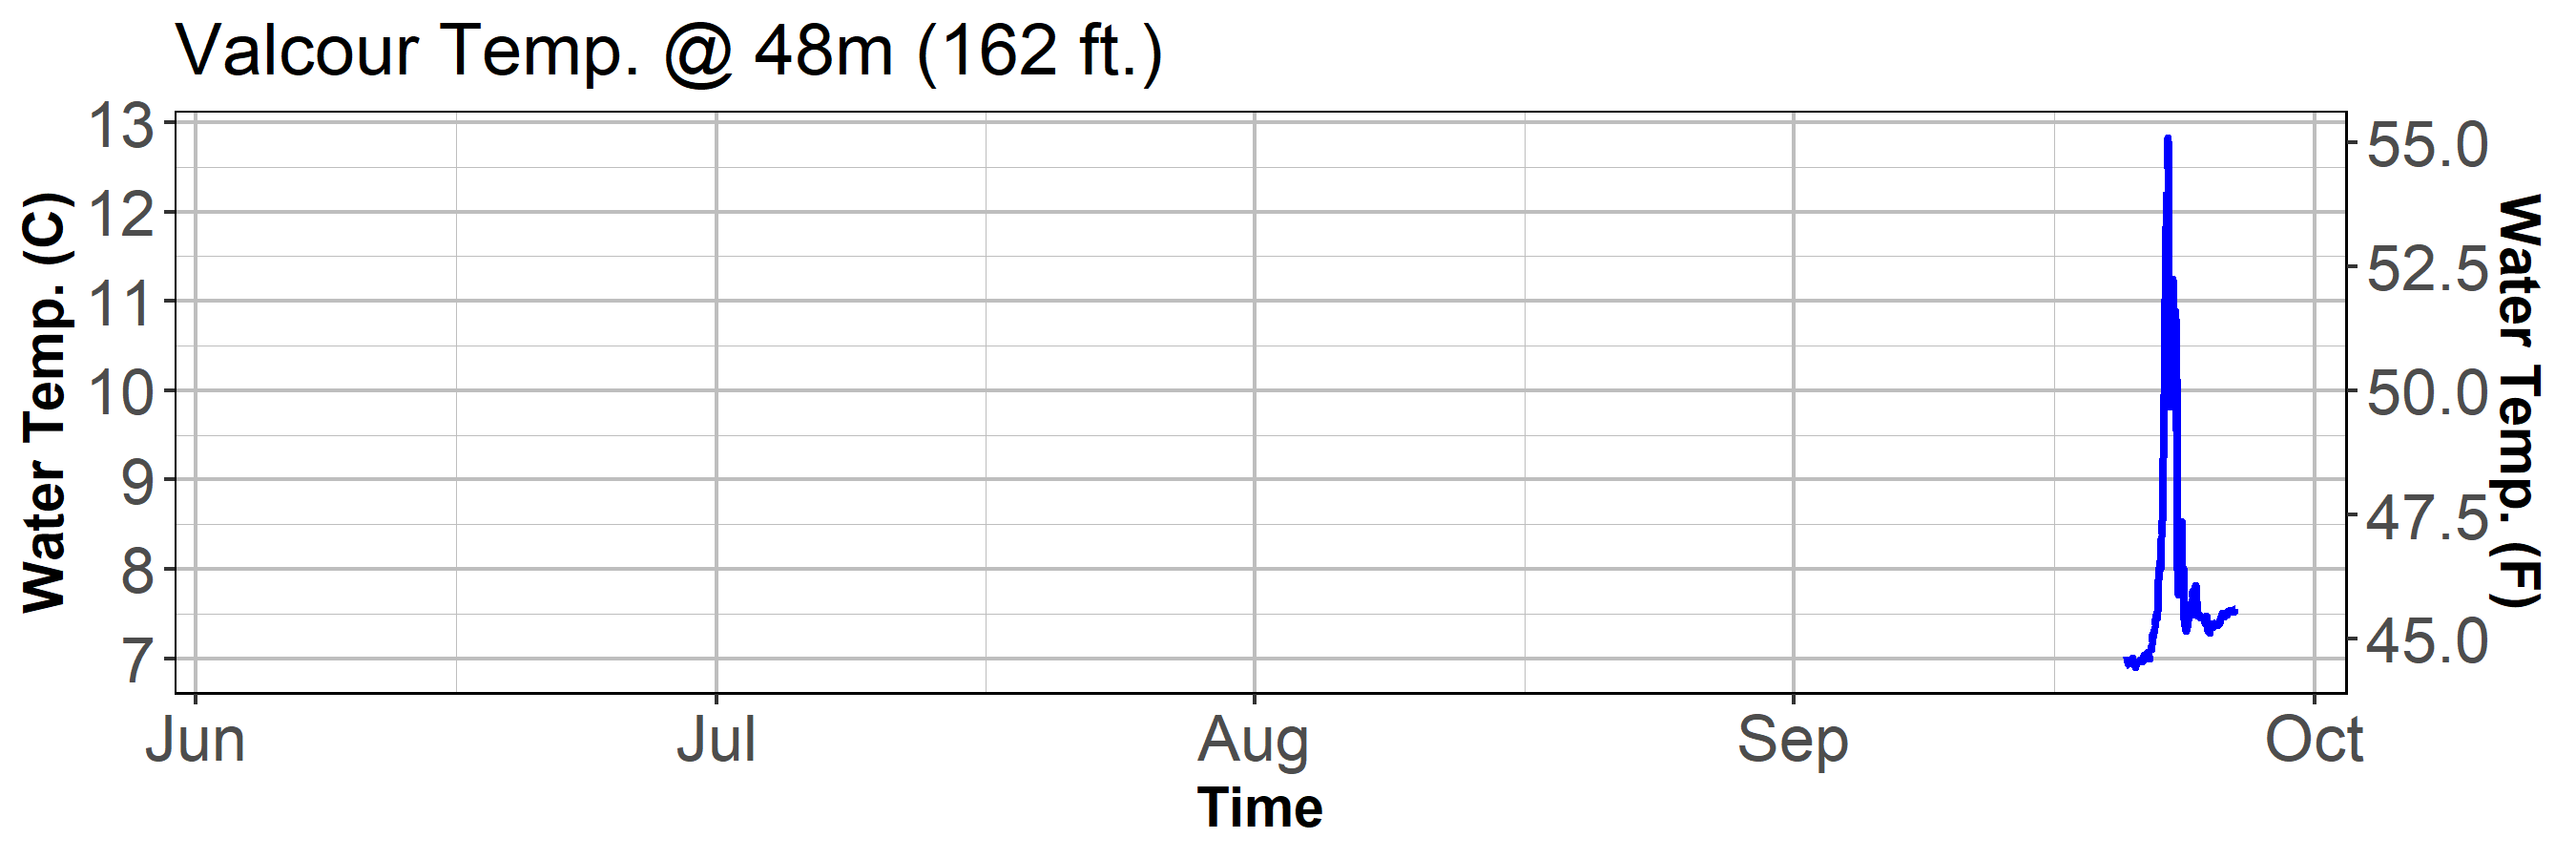 Valcour Temp. @ 48m (162 ft.)
Water Temp. (C)
13
12
11
10
9
8
7
55.0
52.5
50.0
47.5
45.0
Water Temp. (F)
Jun Jul Aug Sep Oct
Time